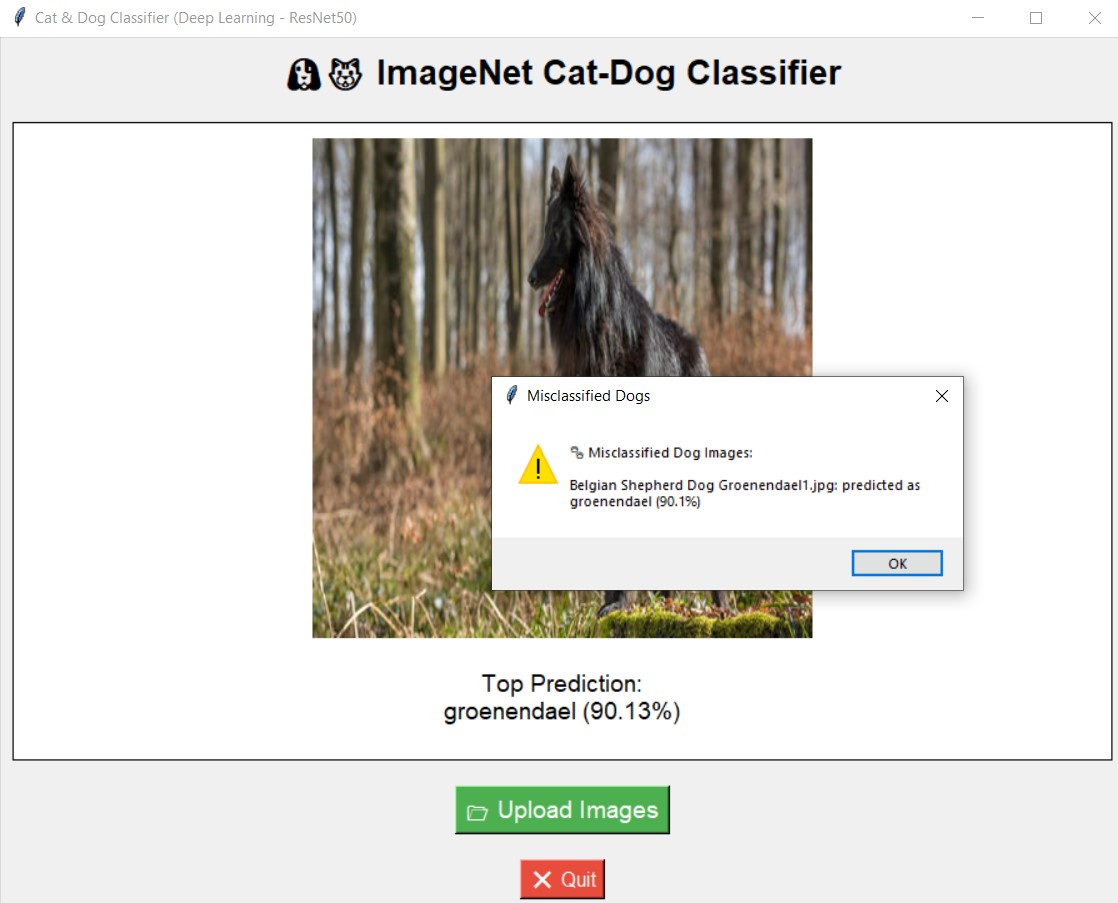 Cat & Dog Classifier (Deep Learning - ResNet50)
ImageNet Cat-Dog Classifier
Misclassified Dogs
Misclassified Dog Images:
Belgian Shepherd Dog Groenendael1.jpg: predicted as
groenendael (90.1%)
OK
Top Prediction:
groenendael (90.13%)
Upload Images
Quit